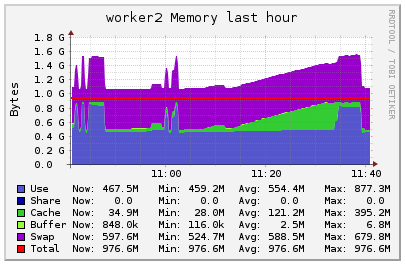 worker2 Memory last hour
RRDTOOL / TOBI OETIKER
Bytes
1.8 G
1.6 G
1.4 G
1.2 G
1.0 G
0.8 G
0.6 G
0.4 G
0.2 G
0.0
11:00 11:20 11:40
Use Now: 467.5M Min: 459.2M Avg: 554.4M Max: 877.3M
Share Now: 0.0 Min: 0.0 Avg: 0.0 Max: 0.0
Cache Now: 34.9M Min: 28.0M Avg: 121.2M Max: 395.2M
Buffer Now: 848.0k Min: 116.0k Avg: 2.5M Max: 6.8M
Swap Now: 597.6M Min: 524.7M Avg: 588.5M Max: 679.8M
Total Now: 976.6M Min: 976.6M Avg: 976.6M Max: 976.6M